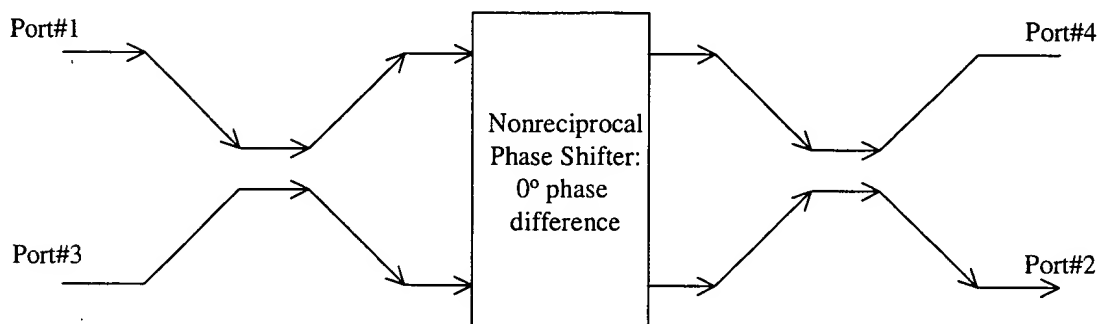 Port#1
Port#4
Nonreciprocal
Phase Shifter:
0º phase
difference
Port#3
Port#2